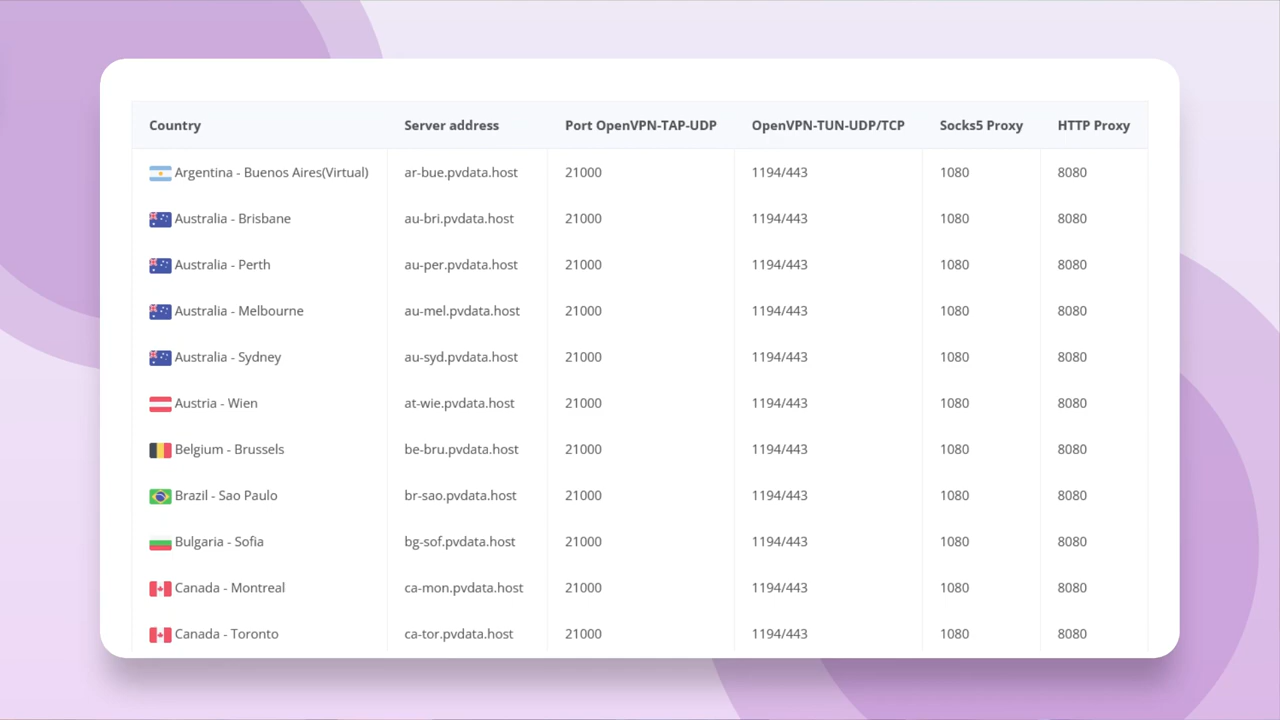 Country Server address Port OpenVPN-TAP-UDP OpenVPN-TUN-UDP/TCP Socks5 Proxy HTTP Proxy
Argentina - Buenos Aires(Virtual) ar-bue.pvdata.host 21000 1194/443 1080 8080
Australia - Brisbane au-bri.pvdata.host 21000 1194/443 1080 8080
Australia - Perth au-per.pvdata.host 21000 1194/443 1080 8080
Australia - Melbourne au-mel.pvdata.host 21000 1194/443 1080 8080
Australia - Sydney au-syd.pvdata.host 21000 1194/443 1080 8080
Austria - Wien at-wie.pvdata.host 21000 1194/443 1080 8080
Belgium - Brussels be-bru.pvdata.host 21000 1194/443 1080 8080
Brazil - Sao Paulo br-sao.pvdata.host 21000 1194/443 1080 8080
Bulgaria - Sofia bg-sof.pvdata.host 21000 1194/443 1080 8080
Canada - Montreal ca-mon.pvdata.host 21000 1194/443 1080 8080
Canada - Toronto ca-tor.pvdata.host 21000 1194/443 1080 8080